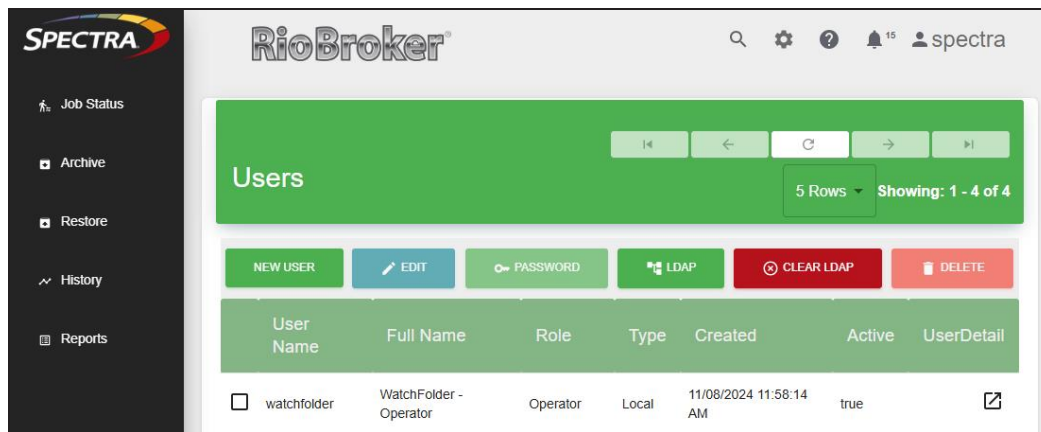 SPECTRA
RioBroker®
15
spectra
Job Status
Archive
Restore
History
Reports
Users
5 Rows
Showing: 1 - 4 of 4
NEW USER
EDIT
PASSWORD
LDAP
CLEAR LDAP
DELETE
User Name
Full Name
Role
Type
Created
Active
UserDetail
watchfolder
WatchFolder -
Operator
Operator
Local
11/08/2024 11:58:14
AM
true